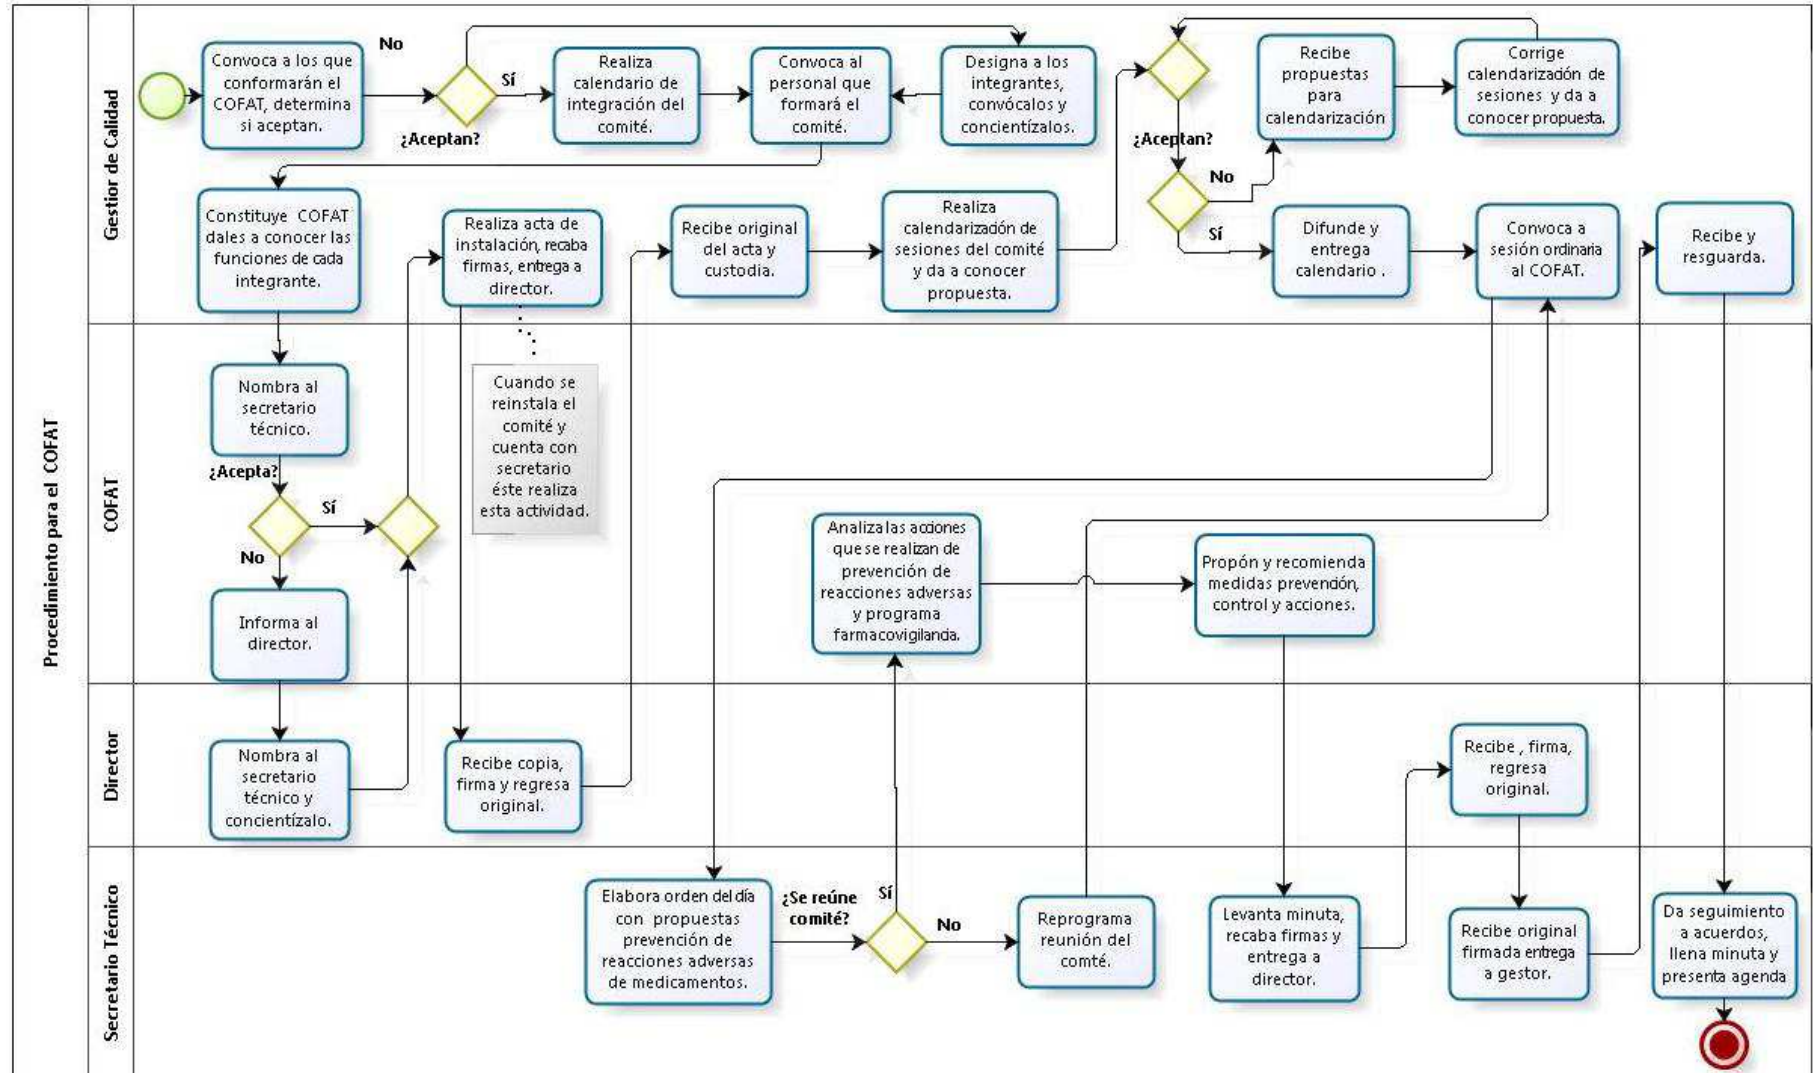 Procedimiento para el COFAT
Gestior de Calidad
Convoca a los que
conformarán el
COFAT, determina
si aceptan.
No
Sí
¿Aceptan?
Realiza
calendario de
integración del
comité.
Convoca al
personal que
formará el
comité.
Designa a los
integrantes,
convócalos y
concientízalos.
¿Aceptan?
No
Sí
Recibe
propuestas
para
calendarización
Corrige
calendarización de
sesiones y da a
conocer propuesta.
Constituye COFAT
dales a conocer las
funciones de cada
integrante.
Realiza acta de
instalación, recaba
firmas, entrega a
director.
Recibe original
del acta y
custodia.
Realiza
calendarización de
sesiones del comité
y da a conocer
propuesta.
Difunde y
entrega
calendario .
Convoca a
sesión ordinaria
al COFAT.
Recibe y
resguarda.
COFAT
Nombra al
secretario
técnico.
¿Acepta?
Sí
No
Informa al
director.
Cuando se
reinstala el
comité y
cuenta con
secretario
éste realiza
esta actividad.
Analiza las acciones
que se realizan de
prevención de
reacciones adversas
y programa
farmacovigilancia.
Propón y recomienda
medidas prevención,
control y acciones.
Director
Nombra al
secretario
técnico y
concientízalo.
Recibe copia,
firma y regresa
original.
Recibe , firma,
regresa
original.
Secretario Técnico
Elabora orden del día
con propuestas
prevención de
reacciones adversas
de medicamentos.
¿Se reúne
comité?
Sí
No
Reprograma
reunión del
comté.
Levanta minuta,
recaba firmas y
entrega a
director.
Recibe original
firmada entrega
a gestor.
Da seguimiento
a acuerdos,
llena minuta y
presenta agenda